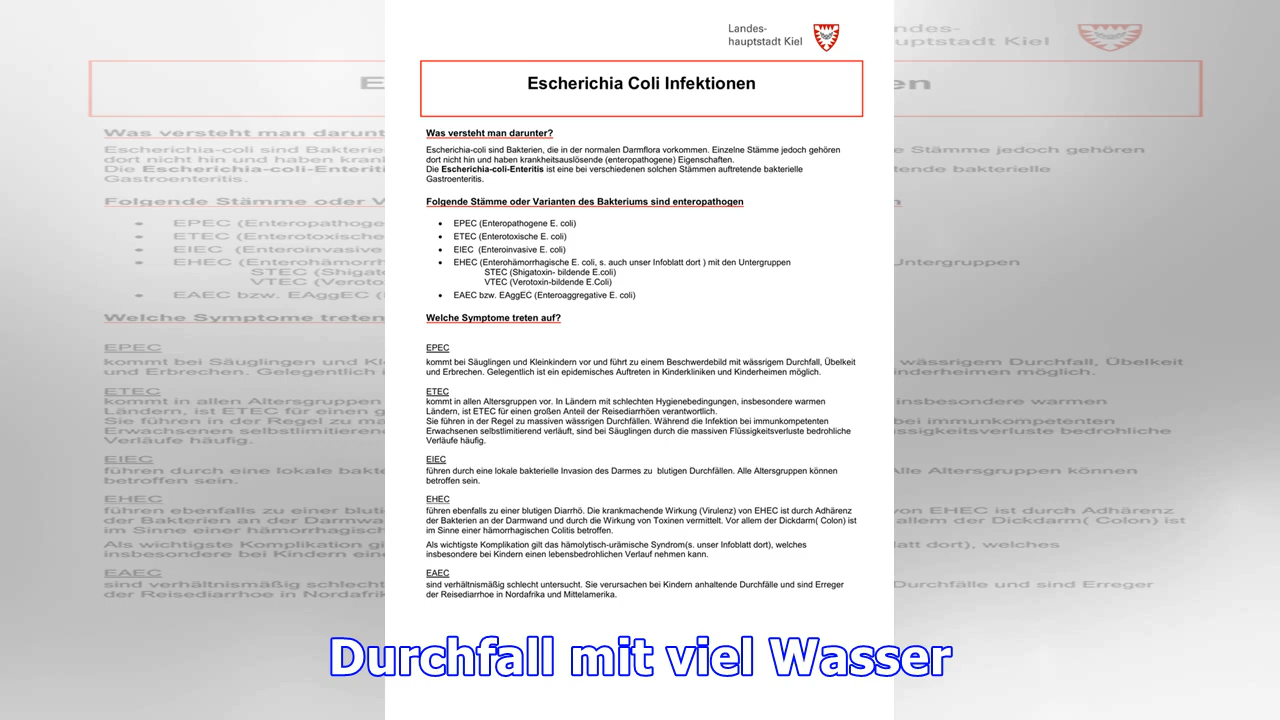 Landes-
hauptstadt Kiel
Escherichia Coli Infektionen
Was versteht man darunter?
Escherichia-coli sind Bakterien, die in der normalen Darmflora vorkommen. Einzelne Stämme jedoch gehören
dort nicht hin und haben krankheitsauslösende (enteropathogene) Eigenschaften.
Die Escherichia-coli-Enteritis ist eine bei verschiedenen solchen Stämmen auftretende bakterielle
Gastroenteritis.
Folgende Stämme oder Varianten des Bakteriums sind enteropathogen
• EPEC (Enteropathogene E. coli)
• ETEC (Enterotoxische E. coli)
• EIEC (Enteroinvasive E. coli)
• EHEC (Enterohämorrhagische E. coli, s. auch unser Infoblatt dort ) mit den Untergruppen
STEC (Shigatoxin- bildende E.coli)
VTEC (Verotoxin-bildende E.Coli)
• EAEC bzw. EAggEC (Enteroaggregative E. coli)
Welche Symptome treten auf?
EPEC
kommt bei Säuglingen und Kleinkindern vor und führt zu einem Beschwerdebild mit wässrigem Durchfall, Übelkeit
und Erbrechen. Gelegentlich ist ein epidemisches Auftreten in Kinderkliniken und Kinderheimen möglich.
ETEC
kommt in allen Altersgruppen vor. In Ländern mit schlechten Hygienebedingungen, insbesondere warmen
Ländern, ist ETEC für einen großen Anteil der Reisediarrhöen verantwortlich.
Sie führen in der Regel zu massiven wässrigen Durchfällen. Während die Infektion bei immunkompetenten
Erwachsenen selbstlimitierend verläuft, sind bei Säuglingen durch die massiven Flüssigkeitsverluste bedrohliche
Verläufe häufig.
EIEC
führen durch eine lokale bakterielle Invasion des Darmes zu blutigen Durchfällen. Alle Altersgruppen können
betroffen sein.
EHEC
führen ebenfalls zu einer blutigen Diarrhö. Die krankmachende Wirkung (Virulenz) von EHEC ist durch Adhärenz
der Bakterien an der Darmwand und durch die Wirkung von Toxinen vermittelt. Vor allem der Dickdarm( Colon) ist
im Sinne einer hämorrhagischen Colitis betroffen.
Als wichtigste Komplikation gilt das hämolytisch-urämische Syndrom(s. unser Infoblatt dort), welches
insbesondere bei Kindern einen lebensbedrohlichen Verlauf nehmen kann.
EAEC
sind verhältnismäßig schlecht untersucht. Sie verursachen bei Kindern anhaltende Durchfälle und sind Erreger
der Reisediarrhoe in Nordafrika und Mittelamerika.
Durchfall mit viel Wasser